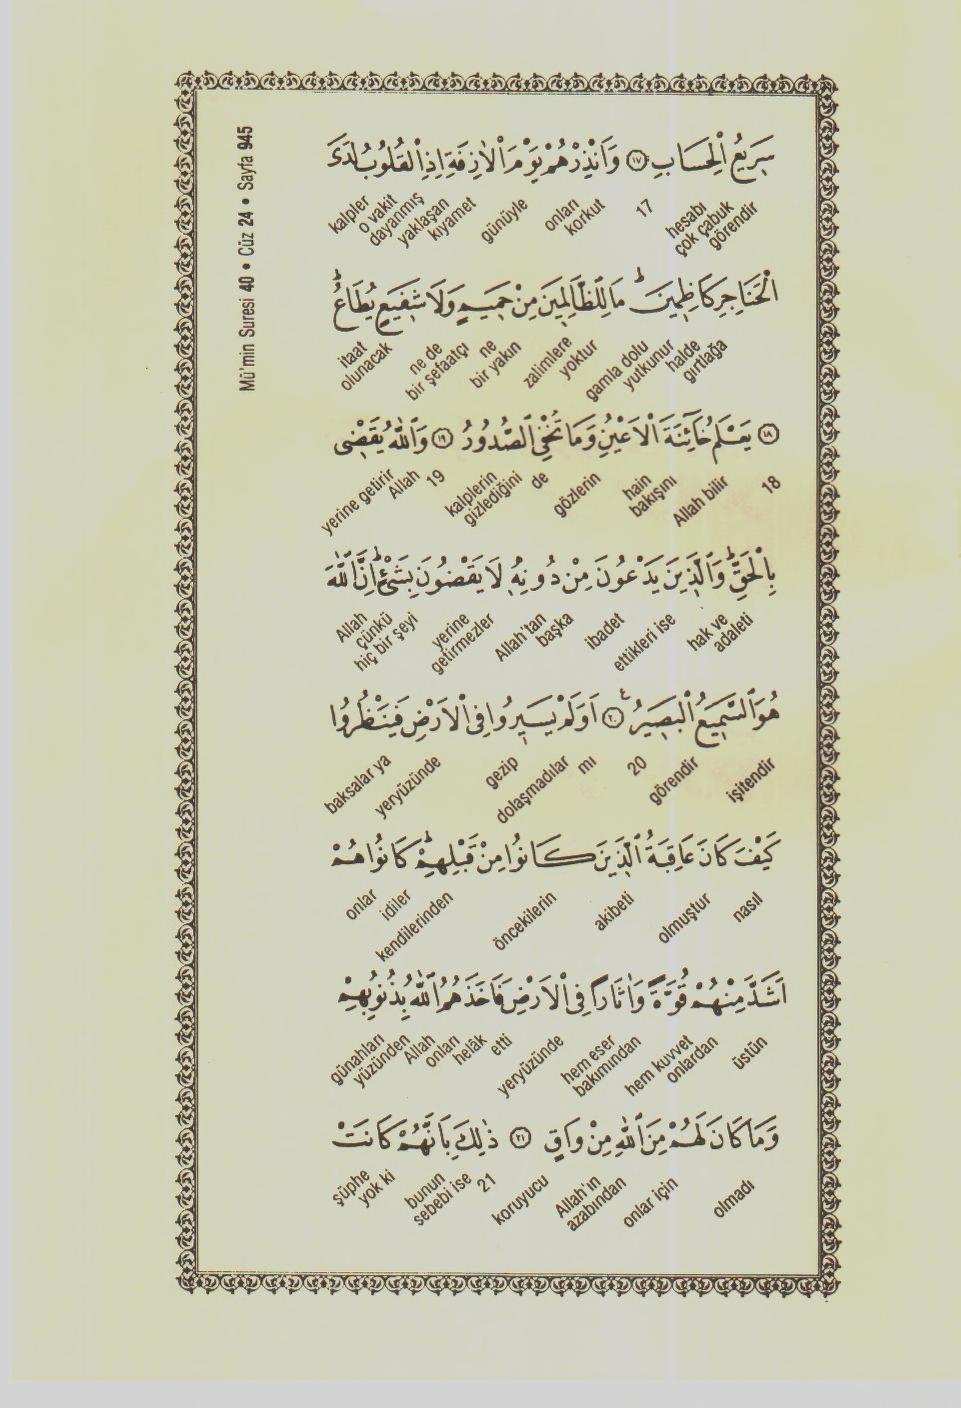 Mü'min Suresi 40 • Cüz 24 • Sayfa 945
سَرِيعُ الْحِسَابِ ﴿١٧﴾ وَاَنْذِرْهُمْ يَوْمَ الْاٰزِفَةِ اِذِ الْقُلُوبُ لَدَى
hesabı çok çabuk görendir 17 onları korkut günüyle yaklaşan kıyamet o vakit dayanmış kalpler
الْحَنَاجِرِ كَاظِمِينَۜ مَا لِلظَّالِمِينَ مِنْ حَمِيمٍ وَلَا شَفِيعٍ يُطَاعُۜ
gırtlağa halde gamla dolu yutkunur yoktur zalimlere bir yakın ne ne de bir şefaatçı itaat olunacak
﴿١٨﴾ يَعْلَمُ خَٓائِنَةَ الْاَعْيُنِ وَمَا تُخْفِي الصُّدُورُ ﴿١٩﴾ وَاللّٰهُ يَقْضِي
18 Allah bilir hain bakışını gözlerin de kalplerin gizlediğini 19 Allah yerine getirir
بِالْحَقِّۜ وَالَّذِينَ يَدْعُونَ مِنْ دُونِهِ لَا يَقْضُونَ بِشَيْءٍۜ اِنَّ اللّٰهَ
hak ve adaleti ettikleri ise ibadet Allah'tan başka yerine getirmezler hiç bir şeyi çünkü Allah
هُوَ السَّمِيعُ الْبَصِيرُ ﴿٢٠﴾ اَوَلَمْ يَسِيرُوا فِي الْاَرْضِ فَيَنْظُرُوا
işitendir görendir 20 mı dolaşmadılar gezip yeryüzünde baksalar ya
كَيْفَ كَانَ عَاقِبَةُ الَّذِينَ كَانُوا مِنْ قَبْلِهِمْۜ كَانُوا هُمْ
nasıl olmuştur akibeti öncekilerin kendilerinden idiler onlar
اَشَدَّ مِنْهُمْ قُوَّةً وَاٰثَارًا فِي الْاَرْضِ فَاَخَذَهُمُ اللّٰهُ بِذُنُوبِهِمْ
üstün hem kuvvet onlardan hem eser bakımından yeryüzünde etti helâk onları Allah günahları yüzünden
وَمَا كَانَ لَهُمْ مِنَ اللّٰهِ مِنْ وَاقٍ ﴿٢١﴾ ذٰلِكَ بِاَنَّهُمْ كَانَتْ
olmadı onlar için Allah'ın azabından koruyucu 21 bunun sebebi ise şüphe yok ki